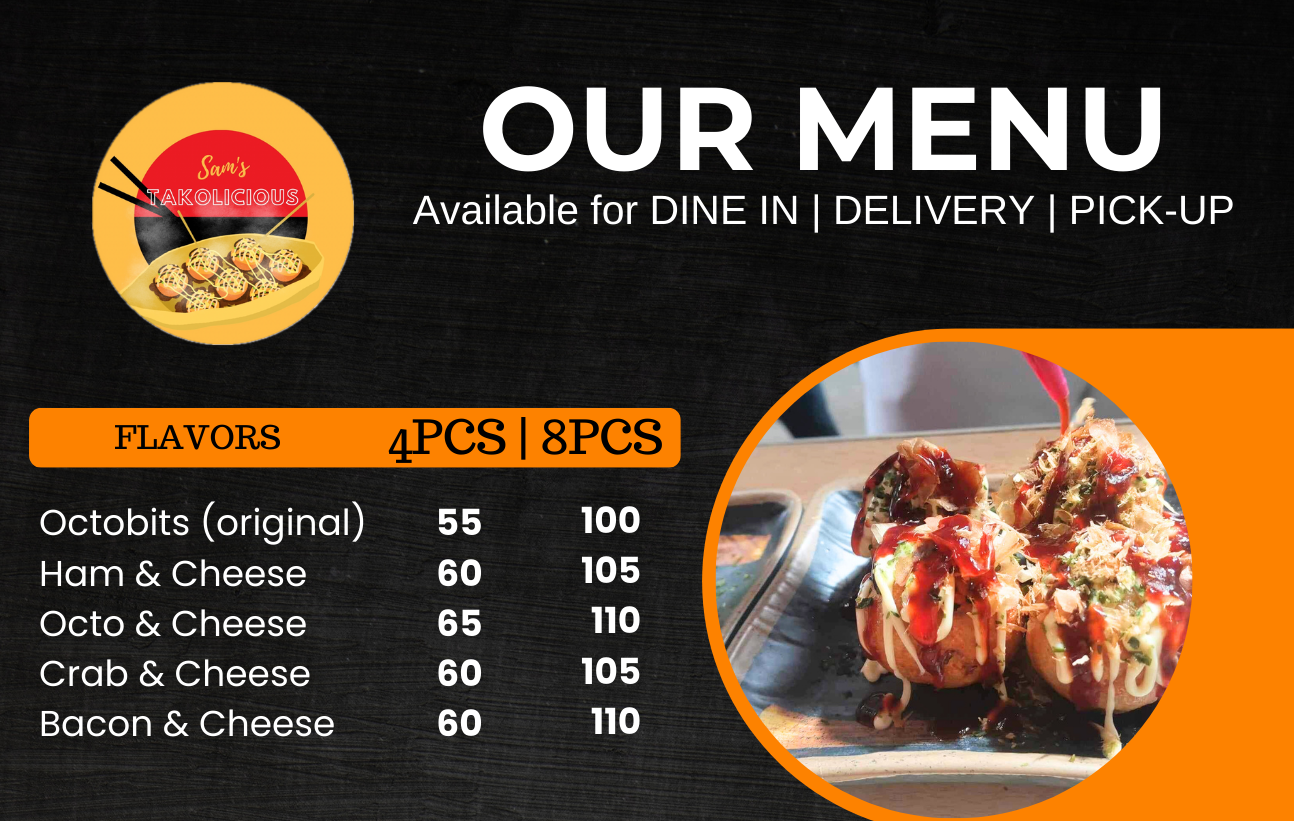 Sam's
TAKOLICIOUS
OUR MENU
Available for DINE IN | DELIVERY | PICK-UP
FLAVORS 4PCS | 8PCS
Octobits (original) 55 100
Ham & Cheese 60 105
Octo & Cheese 65 110
Crab & Cheese 60 105
Bacon & Cheese 60 110